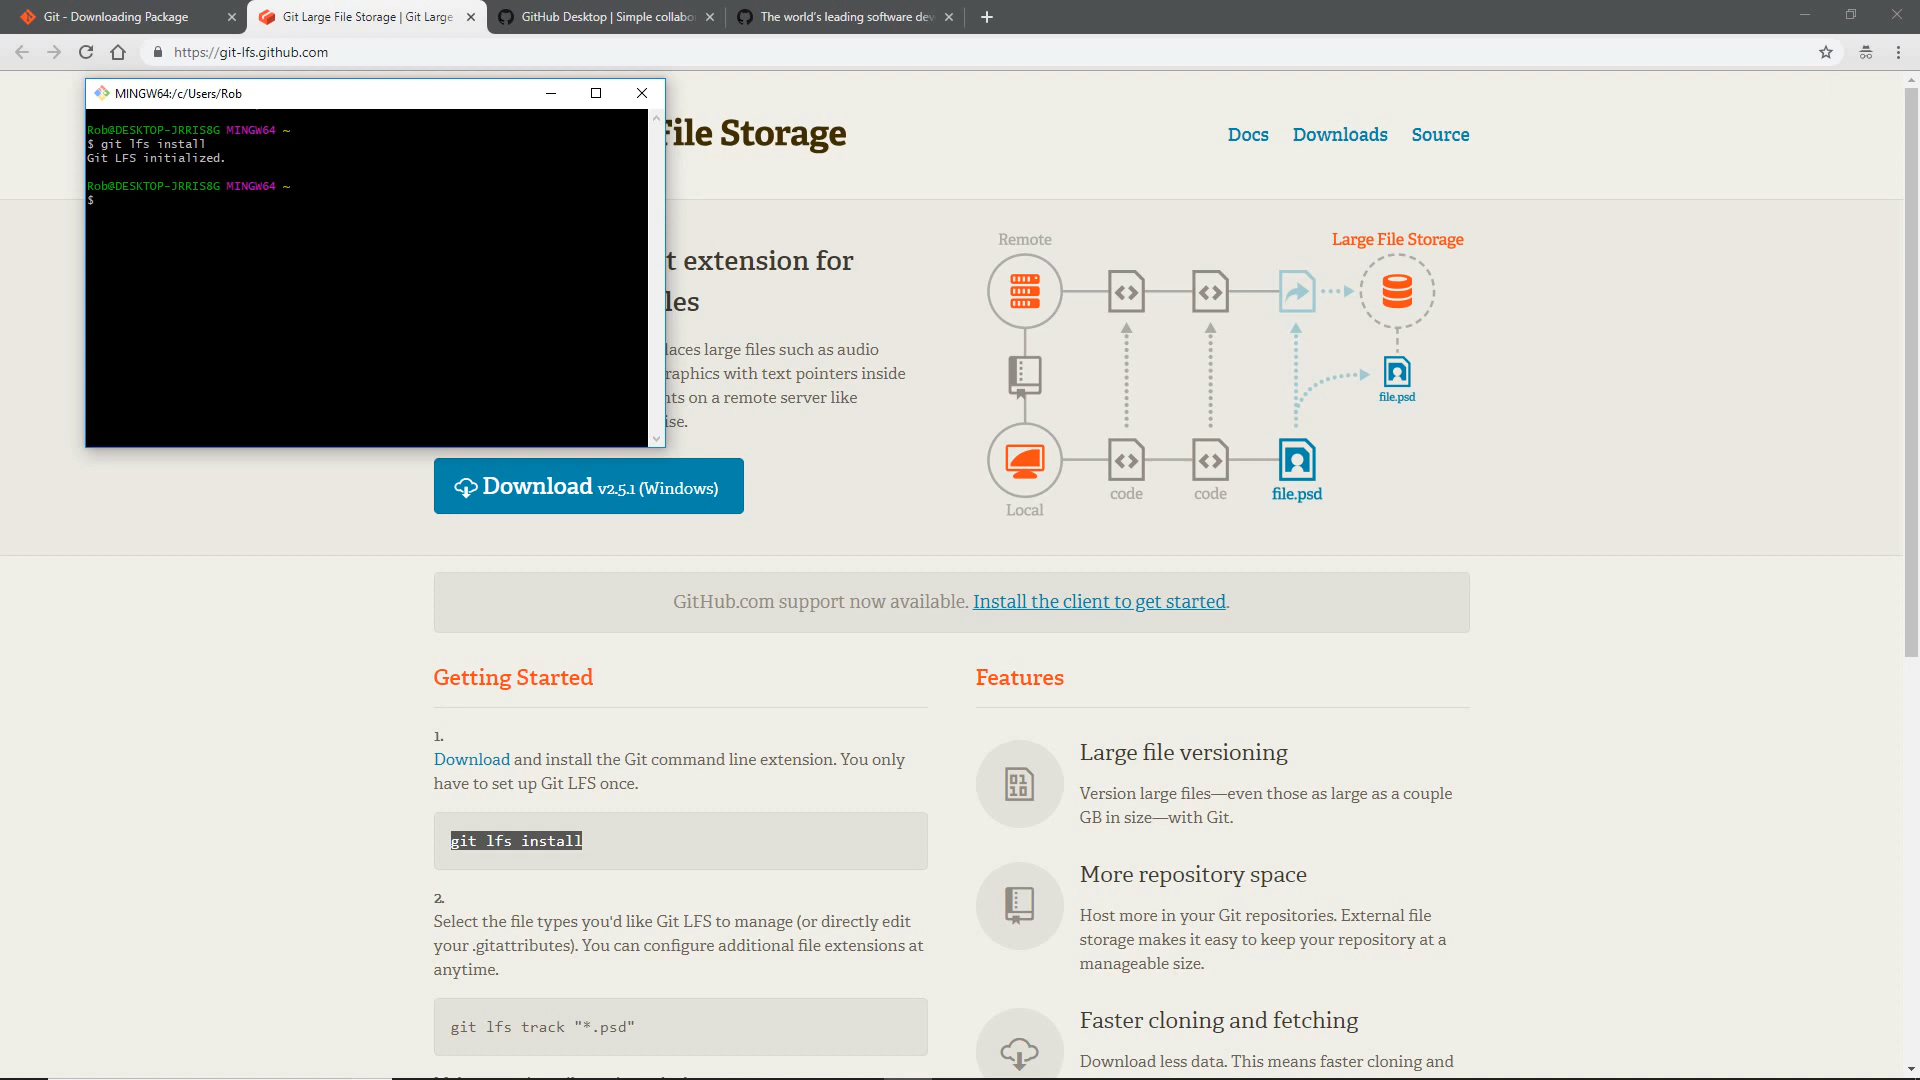 Git - Downloading Package
Git Large File Storage | Git Large
GitHub Desktop | Simple collabo
The world's leading software dev
https://git-lfs.github.com
MINGW64:/c/Users/Rob
Rob@DESKTOP-JRRIS8G MINGW64 ~
$ git lfs install
Git LFS initialized.
Rob@DESKTOP-JRRIS8G MINGW64 ~
$
File Storage
Docs
Downloads
Source
t extension for
les
laces large files such as audio
raphics with text pointers inside
nts on a remote server like
ise.
Download v2.5.1 (Windows)
Remote
Large File Storage
file.psd
code
code
file.psd
Local
GitHub.com support now available. Install the client to get started.
Getting Started
1.
Download and install the Git command line extension. You only
have to set up Git LFS once.
git lfs install
2.
Select the file types you'd like Git LFS to manage (or directly edit
your .gitattributes). You can configure additional file extensions at
anytime.
git lfs track "*.psd"
Features
Large file versioning
Version large files—even those as large as a couple
GB in size—with Git.
More repository space
Host more in your Git repositories. External file
storage makes it easy to keep your repository at a
manageable size.
Faster cloning and fetching
Download less data. This means faster cloning and